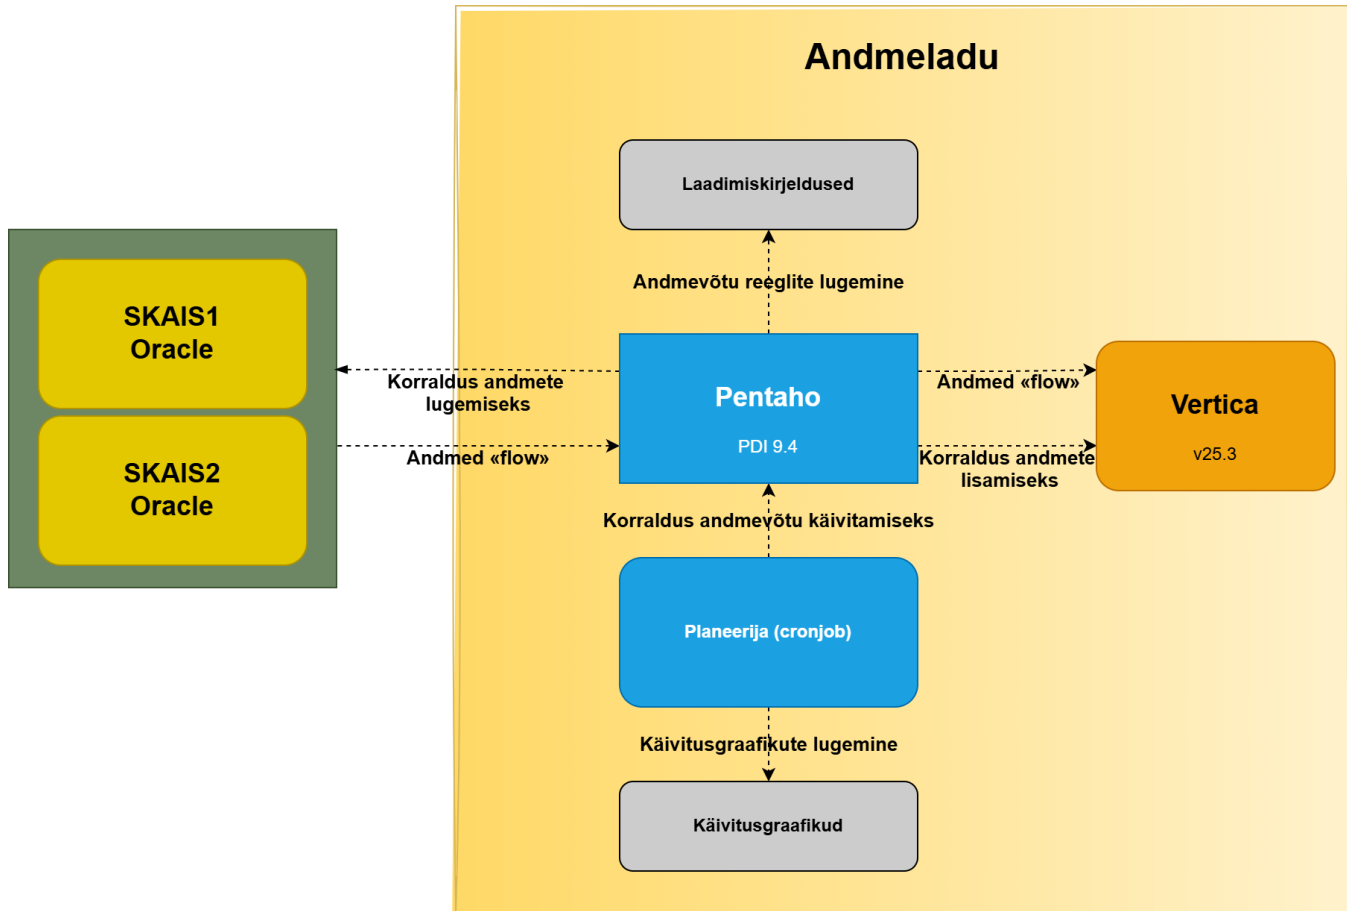 Andmeladu
Laadimiskirjeldused
Andmevõtu reeglite lugemine
SKAIS1
Oracle
SKAIS2
Oracle
Korraldus andmete
lugemiseks
Andmed «flow»
Pentaho
PDI 9.4
Andmed «flow»
Korraldus andmete
lisamiseks
Vertica
v25.3
Korraldus andmevõtu käivitamiseks
Planeerija (cronjob)
Käivitusgraafikute lugemine
Käivitusgraafikud